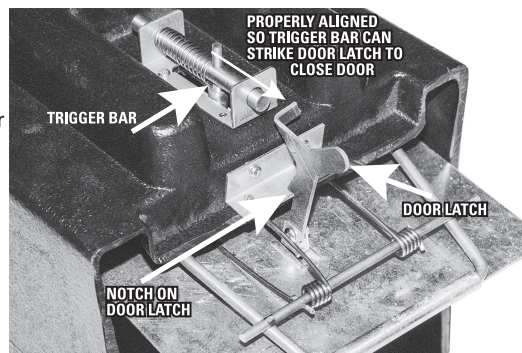 PROPERLY ALIGNED
SO TRIGGER BAR CAN
STRIKE DOOR LATCH TO
CLOSE DOOR
TRIGGER BAR
DOOR LATCH
NOTCH ON
DOOR LATCH